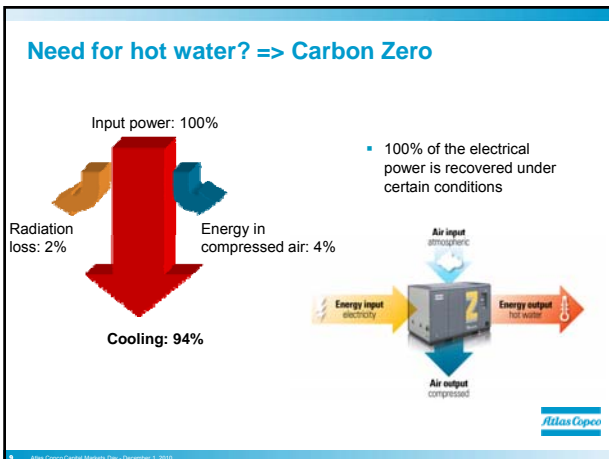 Need for hot water? => Carbon Zero
Input power: 100%
Radiation
loss: 2%
Energy in
compressed air: 4%
Cooling: 94%
▪ 100% of the electrical
power is recovered under
certain conditions
Air input
atmospheric
Energy input
electricity
Z
Energy output
hot water
Air output
compressed
Atlas Copco
9 Atlas Copco Capital Markets Day - December 1, 2010